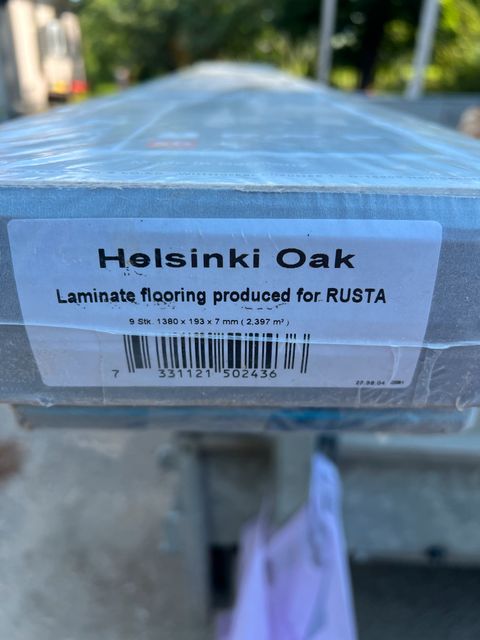 Helsinki Oak
Laminate flooring produced for RUSTA
9 Stk. 1380 x 193 x 7 mm ( 2,397 m² )
7 331121 502436